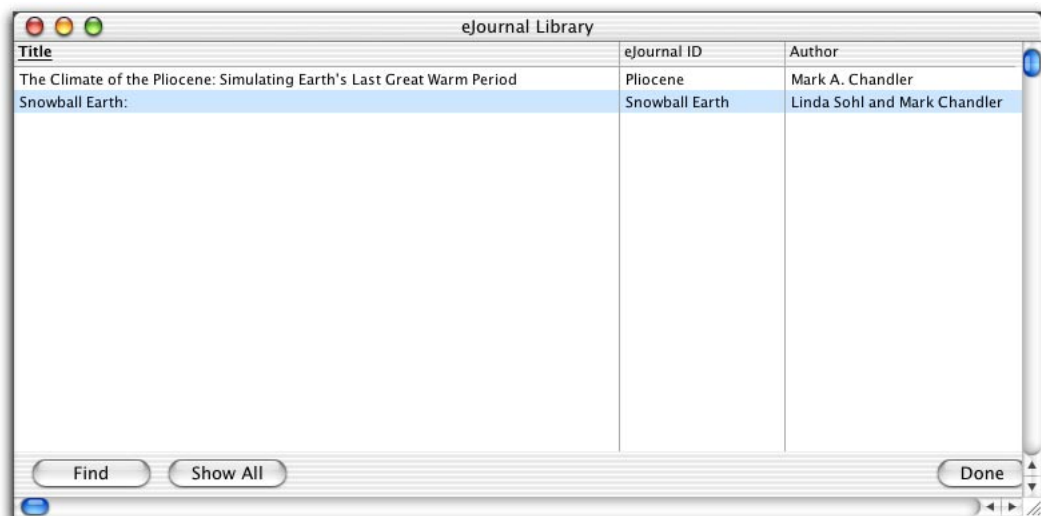 eJournal Library
Title eJournal ID Author
The Climate of the Pliocene: Simulating Earth's Last Great Warm Period Pliocene Mark A. Chandler
Snowball Earth: Snowball Earth Linda Sohl and Mark Chandler
Find Show All Done